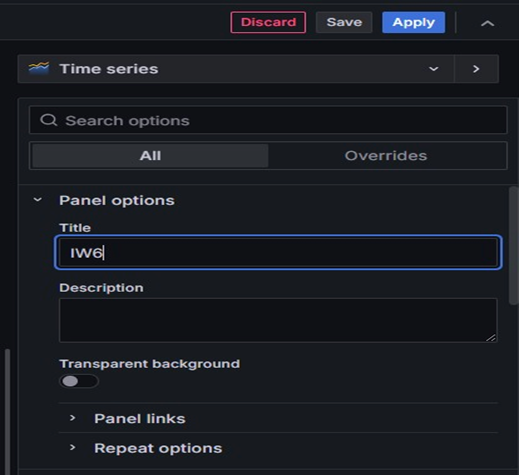 Discard Save Apply
Time series
Search options
All Overrides
Panel options
Title
IW6
Description
Transparent background
Panel links
Repeat options